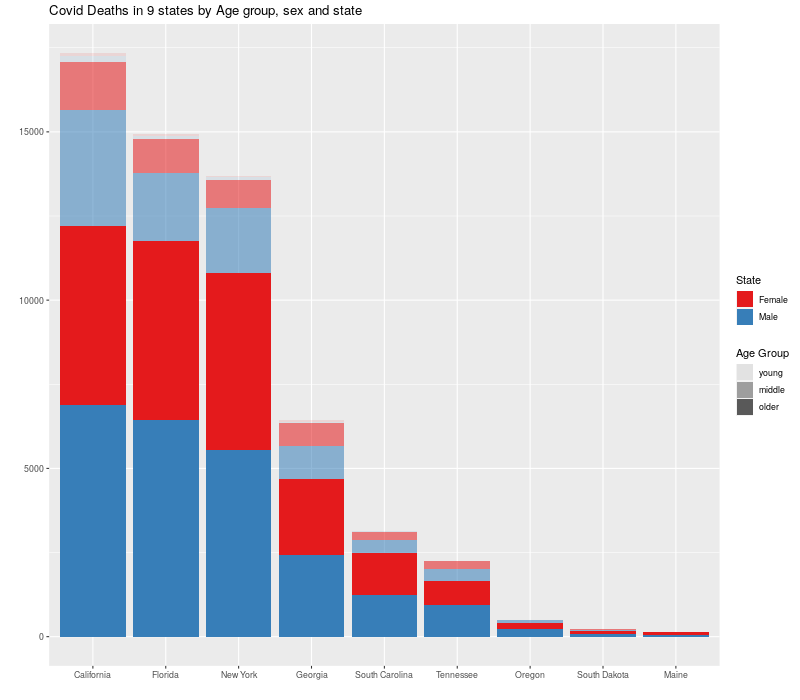 Covid Deaths in 9 states by Age group, sex and state
15000
10000
5000
0
California Florida New York Georgia South Carolina Tennessee Oregon South Dakota Maine
State
Female
Male
Age Group
young
middle
older